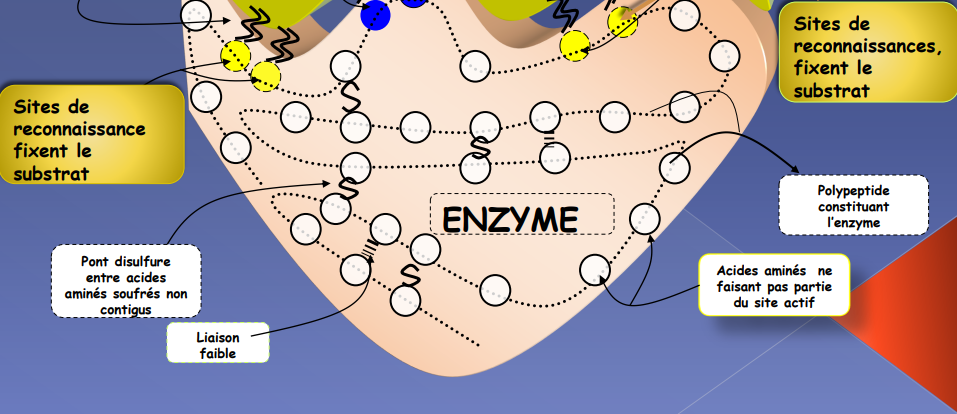 Sites de
reconnaissances,
fixent le
substrat
Sites de
reconnaissance
fixent le
substrat
ENZYME
Polypeptide
constituant
l'enzyme
Pont disulfure
entre acides
aminés soufrés non
contigus
Acides aminés ne
faisant pas partie
du site actif
Liaison
faible